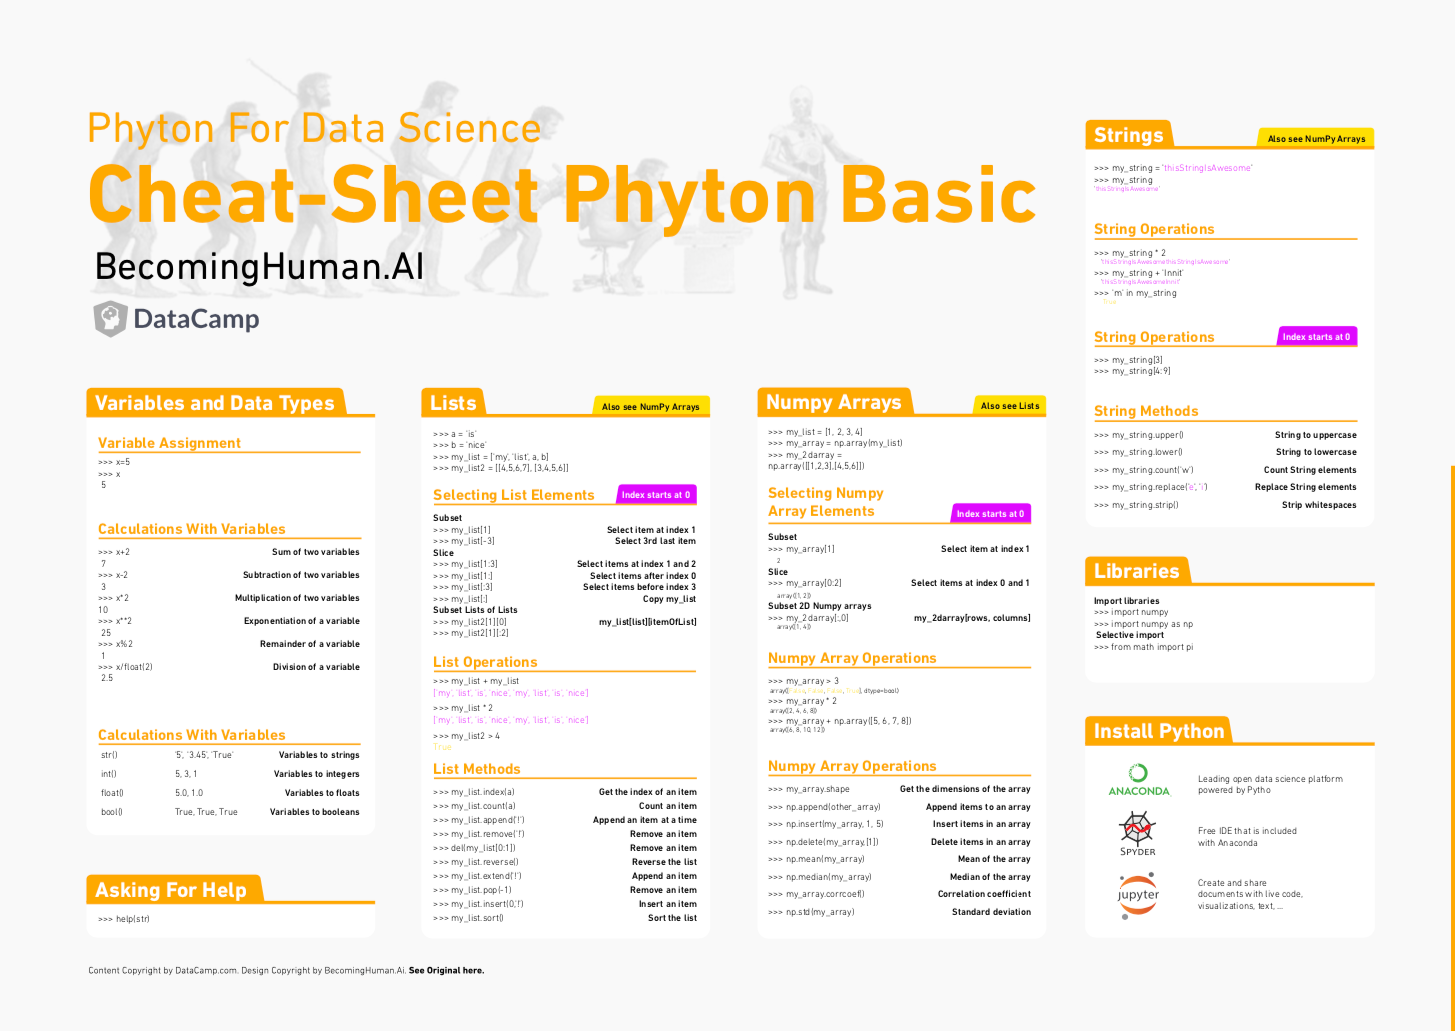 Phyton For Data Science
Cheat-Sheet Phyton Basic
BecomingHuman.AI
DataCamp
Variables and Data Types
Variable Assignment
>>> x=5
>>> x
5
Calculations With Variables
>>> x+2 Sum of two variables
7
>>> x-2 Subtraction of two variables
3
>>> x*2 Multiplication of two variables
10
>>> x**2 Exponentiation of a variable
25
>>> x%2 Remainder of a variable
1
>>> x/float(2) Division of a variable
2.5
Calculations With Variables
str() '5', '3.45', 'True' Variables to strings
int() 5, 3, 1 Variables to integers
float() 5.0, 1.0 Variables to floats
bool() True, True, True Variables to booleans
Asking For Help
>>> help(str)
Lists
Also see NumPy Arrays
>>> a = 'is'
>>> b = 'nice'
>>> my_list = ['my', 'list', a, b]
>>> my_list2 = [[4,5,6,7], [3,4,5,6]]
Selecting List Elements
Index starts at 0
Subset
>>> my_list[1] Select item at index 1
>>> my_list[-3] Select 3rd last item
Slice
>>> my_list[1:3] Select items at index 1 and 2
>>> my_list[1:] Select items after index 0
>>> my_list[:3] Select items before index 3
>>> my_list[:] Copy my_list
Subset Lists of Lists
>>> my_list2[1][0] my_list[list][itemOfList]
>>> my_list2[1][:2]
List Operations
>>> my_list + my_list
['my', 'list', 'is', 'nice', 'my', 'list', 'is', 'nice']
>>> my_list * 2
['my', 'list', 'is', 'nice', 'my', 'list', 'is', 'nice']
>>> my_list2 > 4
True
List Methods
>>> my_list.index(a) Get the index of an item
>>> my_list.count(a) Count an item
>>> my_list.append('!') Append an item at a time
>>> my_list.remove('!') Remove an item
>>> del(my_list[0:1]) Remove an item
>>> my_list.reverse() Reverse the list
>>> my_list.extend('!') Append an item
>>> my_list.pop(-1) Remove an item
>>> my_list.insert(0,'!') Insert an item
>>> my_list.sort() Sort the list
Numpy Arrays
Also see Lists
>>> my_list = [1, 2, 3, 4]
>>> my_array = np.array(my_list)
>>> my_2darray =
np.array([[1,2,3],[4,5,6]])
Selecting Numpy
Array Elements
Index starts at 0
Subset
>>> my_array[1] Select item at index 1
2
Slice
>>> my_array[0:2] Select items at index 0 and 1
array([1, 2])
Subset 2D Numpy arrays
>>> my_2darray[:,0] my_2darray[rows, columns]
array([1, 4])
Numpy Array Operations
>>> my_array > 3
array([False, False, False, True], dtype=bool)
>>> my_array * 2
array([2, 4, 6, 8])
>>> my_array + np.array([5, 6, 7, 8])
array([6, 8, 10, 12])
Numpy Array Operations
>>> my_array.shape Get the dimensions of the array
>>> np.append(other_array) Append items to an array
>>> np.insert(my_array, 1, 5) Insert items in an array
>>> np.delete(my_array,[1]) Delete items in an array
>>> np.mean(my_array) Mean of the array
>>> np.median(my_array) Median of the array
>>> my_array.corrcoef() Correlation coefficient
>>> np.std(my_array) Standard deviation
Strings
Also see NumPy Arrays
>>> my_string = 'thisStringIsAwesome'
>>> my_string
'thisStringIsAwesome'
String Operations
>>> my_string * 2
'thisStringIsAwesomethisStringIsAwesome'
>>> my_string + 'Innit'
'thisStringIsAwesomeInnit'
>>> 'm' in my_string
True
String Operations
Index starts at 0
>>> my_string[3]
>>> my_string[4:9]
String Methods
>>> my_string.upper() String to uppercase
>>> my_string.lower() String to lowercase
>>> my_string.count('w') Count String elements
>>> my_string.replace('e', 'i') Replace String elements
>>> my_string.strip() Strip whitespaces
Libraries
Import libraries
>>> import numpy
>>> import numpy as np
Selective import
>>> from math import pi
Install Python
ANACONDA
Leading open data science platform
powered by Pytho
SPYDER
Free IDE that is included
with Anaconda
jupyter
Create and share
documents with live code,
visualizations, text, ...
Content Copyright by DataCamp.com. Design Copyright by BecomingHuman.Ai. See Original here.